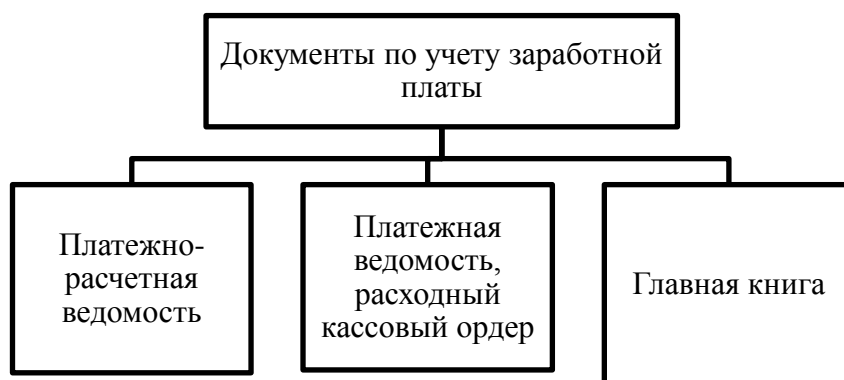 Документы по учету заработной
платы
Платежно-
расчетная
ведомость
Платежная
ведомость,
расходный
кассовый ордер
Главная книга